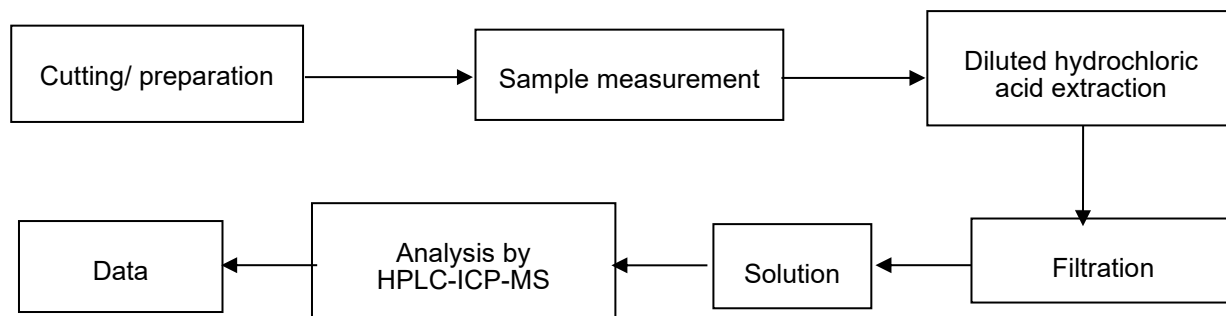 Cutting/ preparation
Sample measurement
Diluted hydrochloric
acid extraction
Filtration
Solution
Analysis by
HPLC-ICP-MS
Data